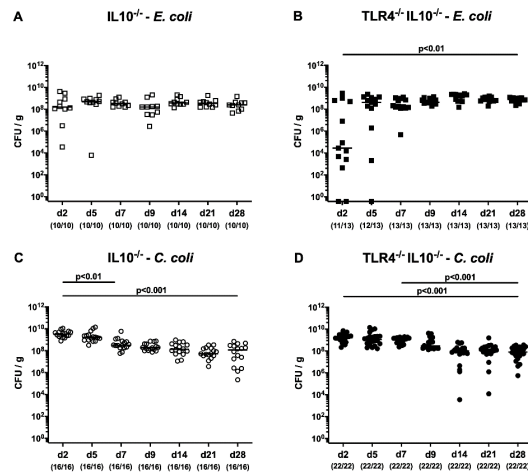 A
IL10-/- - E. coli
CFU / g
10^12
10^10
10^8
10^6
10^4
10^2
10^0
d2 d5 d7 d9 d14 d21 d28
(10/10) (10/10) (10/10) (10/10) (10/10) (10/10) (10/10)
B
TLR4-/- IL10-/- - E. coli
p<0.01
CFU / g
10^12
10^10
10^8
10^6
10^4
10^2
10^0
d2 d5 d7 d9 d14 d21 d28
(11/13) (12/13) (13/13) (13/13) (13/13) (13/13) (13/13)
C
IL10-/- - C. coli
p<0.01
p<0.001
CFU / g
10^12
10^10
10^8
10^6
10^4
10^2
10^0
d2 d5 d7 d9 d14 d21 d28
(16/16) (16/16) (16/16) (16/16) (16/16) (16/16) (16/16)
D
TLR4-/- IL10-/- - C. coli
p<0.001
p<0.001
CFU / g
10^12
10^10
10^8
10^6
10^4
10^2
10^0
d2 d5 d7 d9 d14 d21 d28
(22/22) (22/22) (22/22) (22/22) (22/22) (22/22) (22/22)